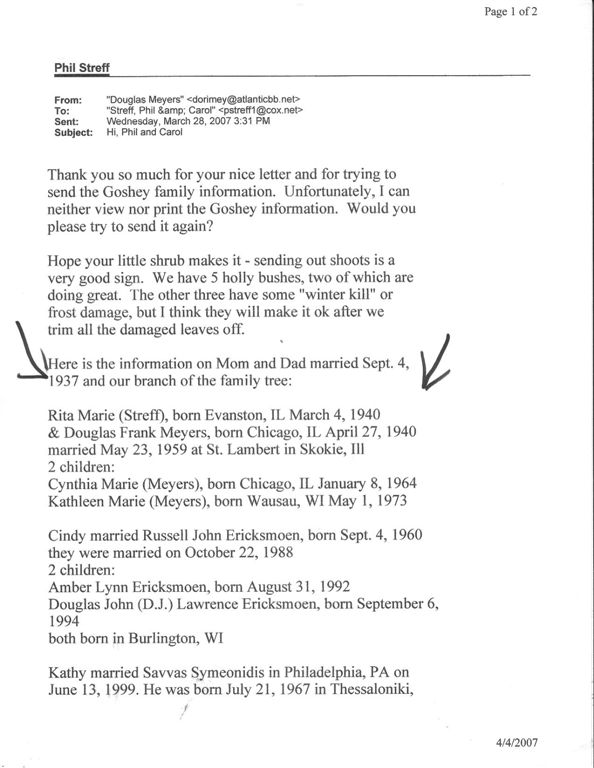 Page 1 of 2
Phil Streff
From: "Douglas Meyers" <dorimey@atlanticbb.net>
To: "Streff, Phil &amp; Carol" <pstreff1@cox.net>
Sent: Wednesday, March 28, 2007 3:31 PM
Subject: Hi, Phil and Carol
Thank you so much for your nice letter and for trying to
send the Goshey family information. Unfortunately, I can
neither view nor print the Goshey information. Would you
please try to send it again?
Hope your little shrub makes it - sending out shoots is a
very good sign. We have 5 holly bushes, two of which are
doing great. The other three have some "winter kill" or
frost damage, but I think they will make it ok after we
trim all the damaged leaves off.
Here is the information on Mom and Dad married Sept. 4,
1937 and our branch of the family tree:
Rita Marie (Streff), born Evanston, IL March 4, 1940
& Douglas Frank Meyers, born Chicago, IL April 27, 1940
married May 23, 1959 at St. Lambert in Skokie, Ill
2 children:
Cynthia Marie (Meyers), born Chicago, IL January 8, 1964
Kathleen Marie (Meyers), born Wausau, WI May 1, 1973
Cindy married Russell John Ericksmoen, born Sept. 4, 1960
they were married on October 22, 1988
2 children:
Amber Lynn Ericksmoen, born August 31, 1992
Douglas John (D.J.) Lawrence Ericksmoen, born September 6,
1994
both born in Burlington, WI
Kathy married Savvas Symeonidis in Philadelphia, PA on
June 13, 1999. He was born July 21, 1967 in Thessaloniki,
4/4/2007